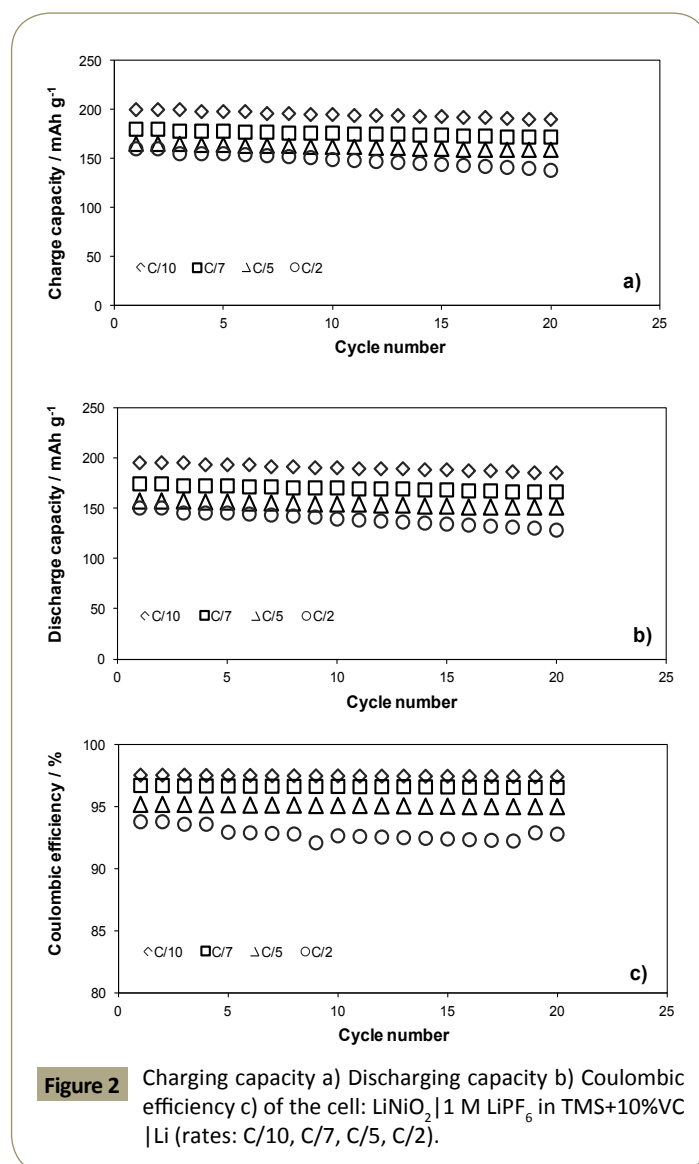 250
200
150
100
50
0
Charge capacity / mAh g⁻¹
C/10 C/7 C/5 C/2
a)
0 5 10 15 20 25
Cycle number
250
200
150
100
50
0
Discharge capacity / mAh g⁻¹
C/10 C/7 C/5 C/2
b)
0 5 10 15 20 25
Cycle number
100
95
90
85
80
Coulombic efficiency / %
C/10 C/7 C/5 C/2
c)
0 5 10 15 20 25
Cycle number
Figure 2 Charging capacity a) Discharging capacity b) Coulombic
efficiency c) of the cell: LiNiO₂|1 M LiPF₆ in TMS+10%VC
|Li (rates: C/10, C/7, C/5, C/2).